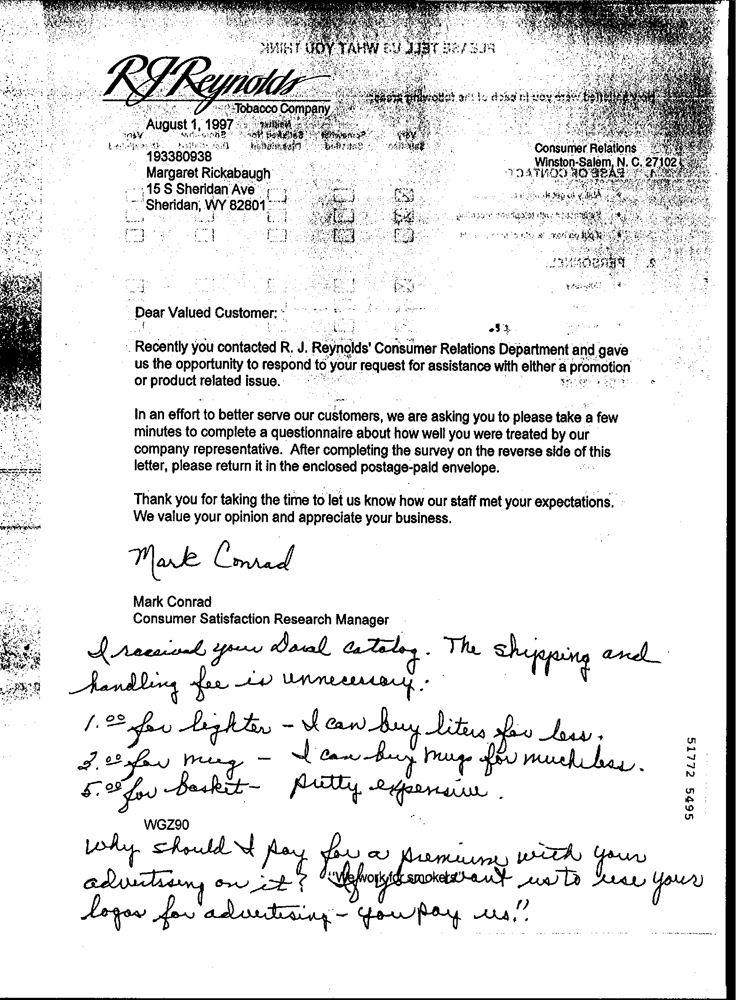 RJReynolds
Tobacco Company
August 1, 1997
193380938
Margaret Rickabaugh
15 S Sheridan Ave
Sheridan, WY 82801
Consumer Relations
Winston-Salem, N. C. 27102
Dear Valued Customer:
Recently you contacted R. J. Reynolds' Consumer Relations Department and gave
us the opportunity to respond to your request for assistance with either a promotion
or product related issue.
In an effort to better serve our customers, we are asking you to please take a few
minutes to complete a questionnaire about how well you were treated by our
company representative. After completing the survey on the reverse side of this
letter, please return it in the enclosed postage-paid envelope.
Thank you for taking the time to let us know how our staff met your expectations.
We value your opinion and appreciate your business.
Mark Conrad
Mark Conrad
Consumer Satisfaction Research Manager
I received your Doral catalog. The shipping and
handling fee is unnecessary.
1.00 for lighter - I can buy liters for less.
2.00 for mug - I can buy mugs for much less.
5.00 for basket - pretty expensive.
WGZ90
Why should I pay for a premium with your
advertising on it? If you want us to use your
"We work for smokers"
logos for advertising - you pay us!!
51772 5495